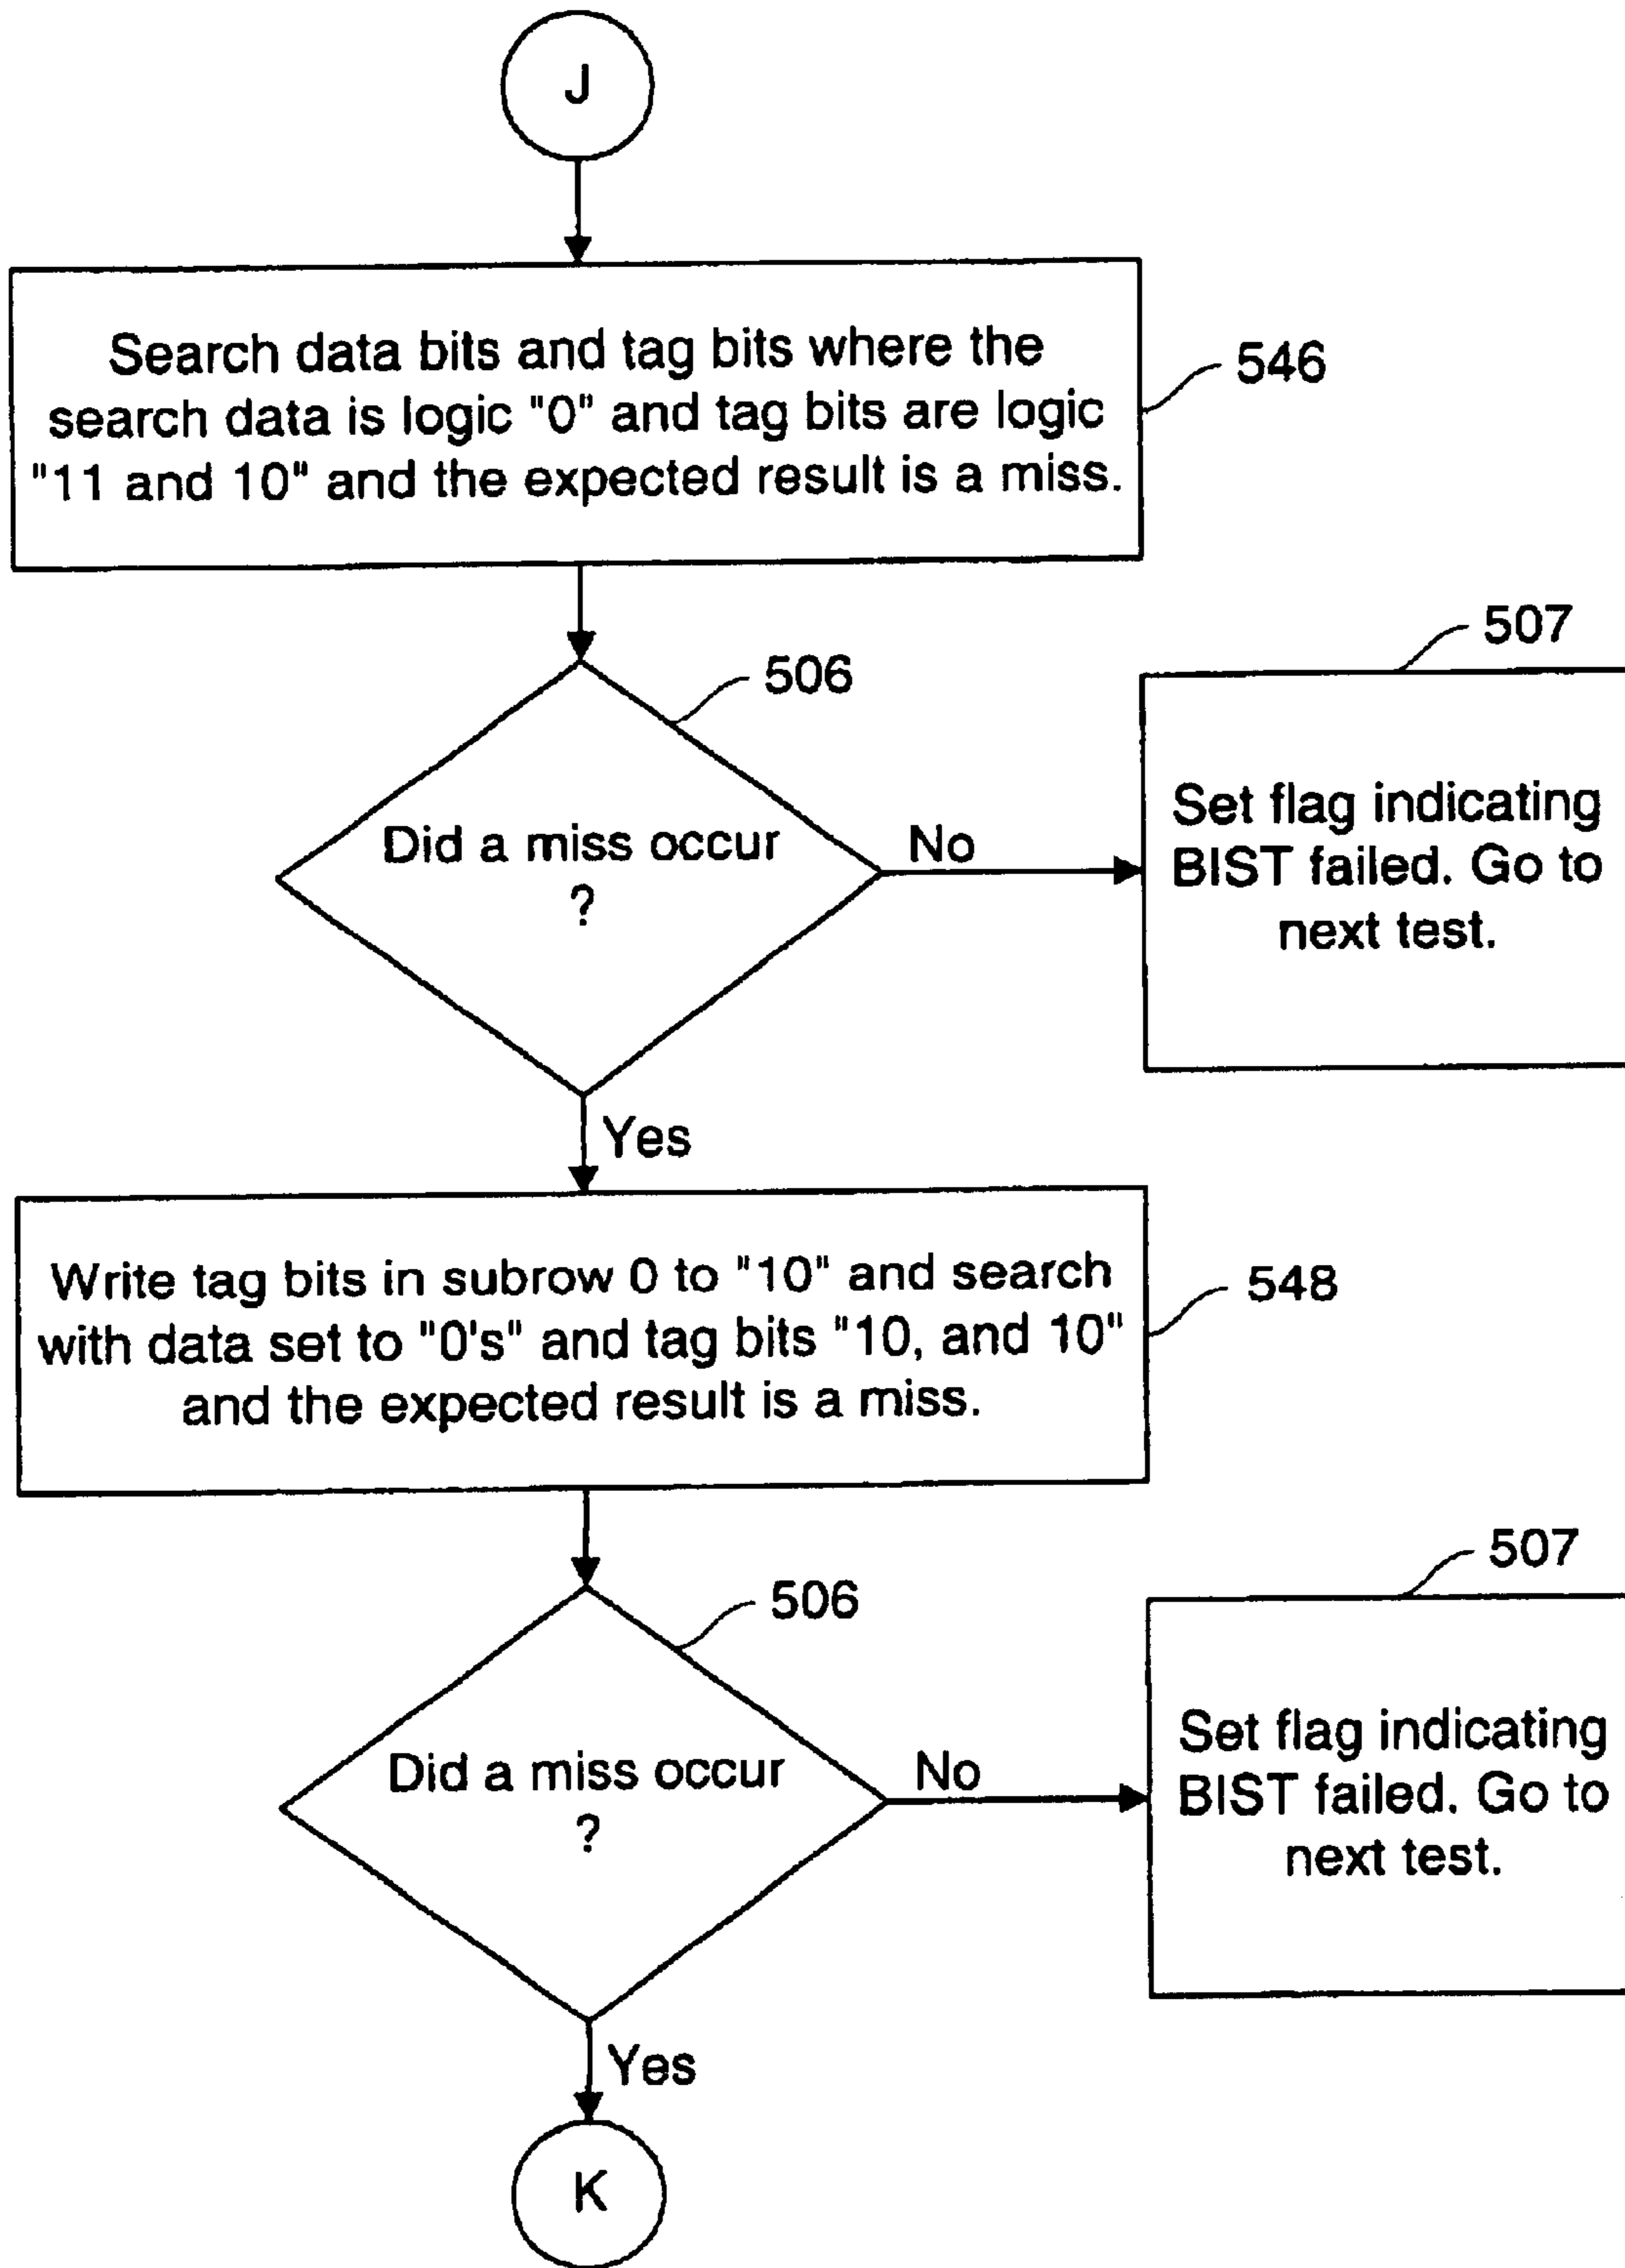 J
Search data bits and tag bits where the
search data is logic "0" and tag bits are logic
"11 and 10" and the expected result is a miss.
546
506
507
Did a miss occur
?
No
Set flag indicating
BIST failed. Go to
next test.
Yes
Write tag bits in subrow 0 to "10" and search
with data set to "0's" and tag bits "10, and 10"
and the expected result is a miss.
548
506
507
Did a miss occur
?
No
Set flag indicating
BIST failed. Go to
next test.
Yes
K